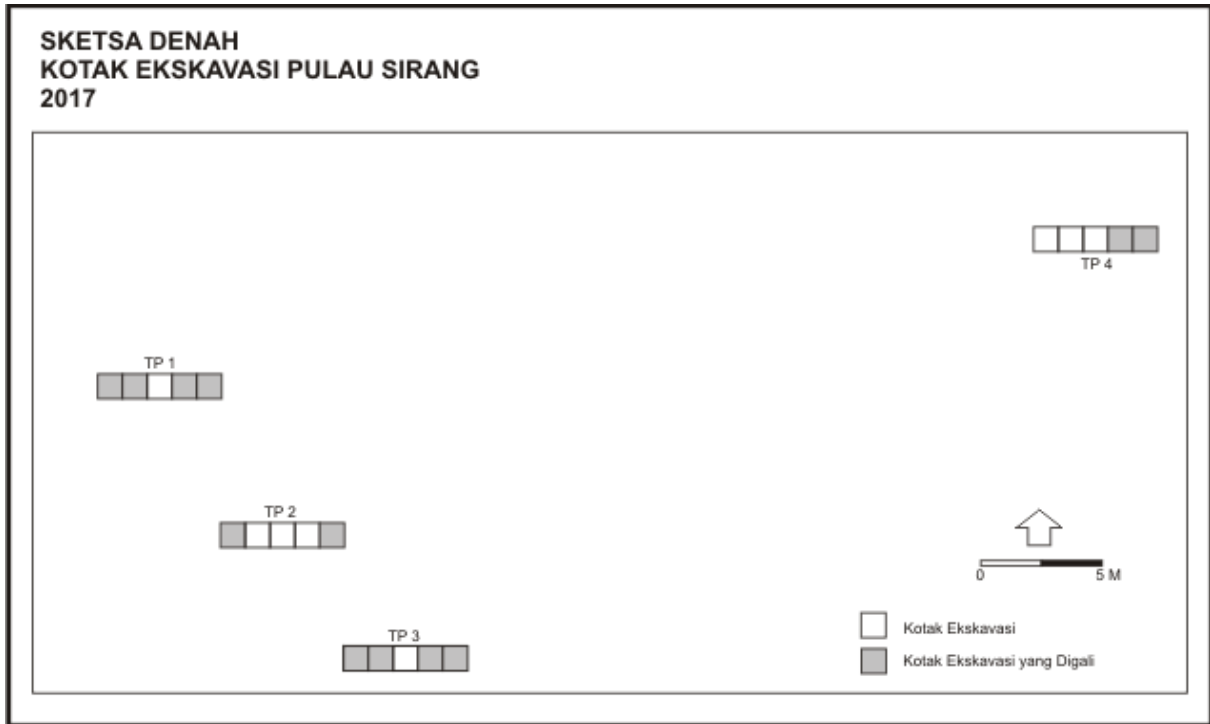 SKETSA DENAH
KOTAK EKSKAVASI PULAU SIRANG
2017
TP 4
TP 1
TP 2
0 5 M
TP 3
Kotak Ekskavasi
Kotak Ekskavasi yang Digali